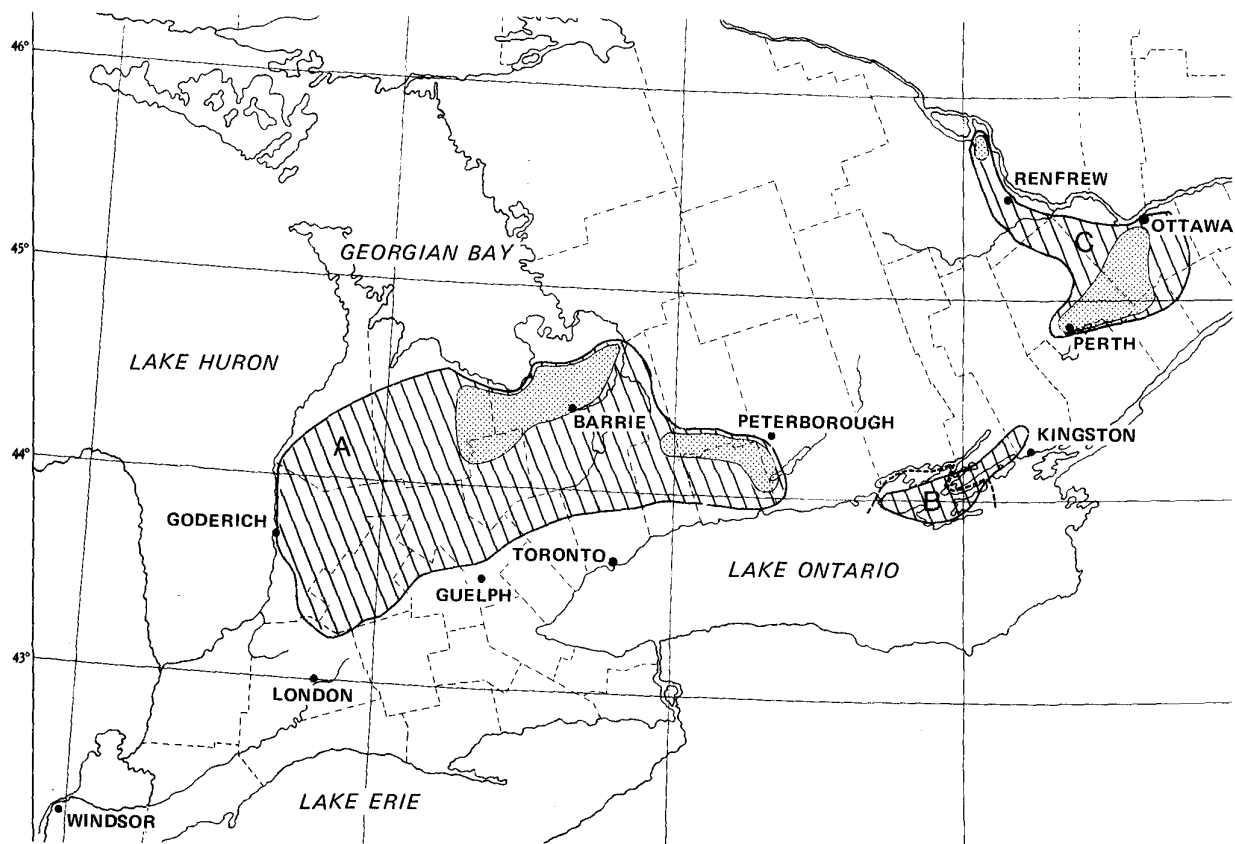 46°
RENFREW
OTTAWA
C
45°
GEORGIAN BAY
PERTH
LAKE HURON
A
BARRIE
PETERBOROUGH
KINGSTON
44°
B
GODERICH
TORONTO
LAKE ONTARIO
GUELPH
43°
LONDON
LAKE ERIE
WINDSOR